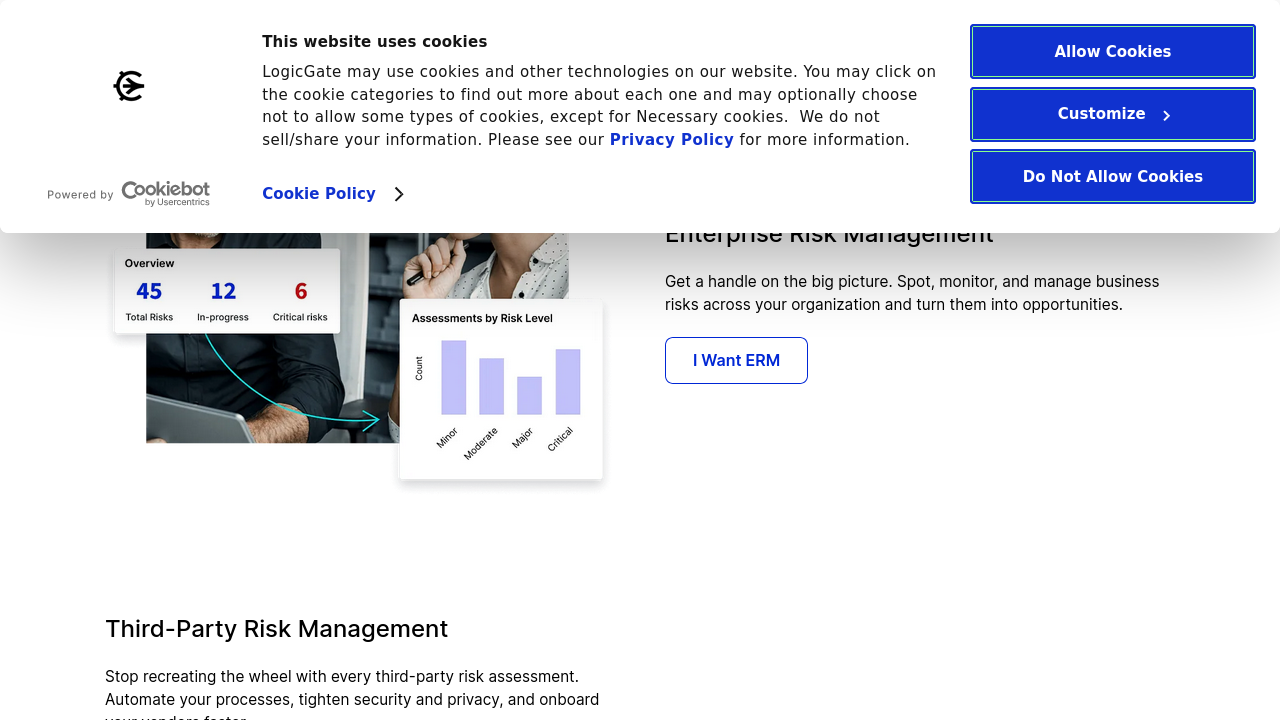 This website uses cookies
LogicGate may use cookies and other technologies on our website. You may click on
the cookie categories to find out more about each one and may optionally choose
not to allow some types of cookies, except for Necessary cookies.  We do not
sell/share your information. Please see our Privacy Policy for more information.
Cookie Policy
Powered by Cookiebot
by Usercentrics
Allow Cookies
Customize
Do Not Allow Cookies
Overview
45 12 6
Total Risks In-progress Critical risks
Assessments by Risk Level
Count
Minor Moderate Major Critical
Enterprise Risk Management
Get a handle on the big picture. Spot, monitor, and manage business
risks across your organization and turn them into opportunities.
I Want ERM
Third-Party Risk Management
Stop recreating the wheel with every third-party risk assessment.
Automate your processes, tighten security and privacy, and onboard
your vendors faster.